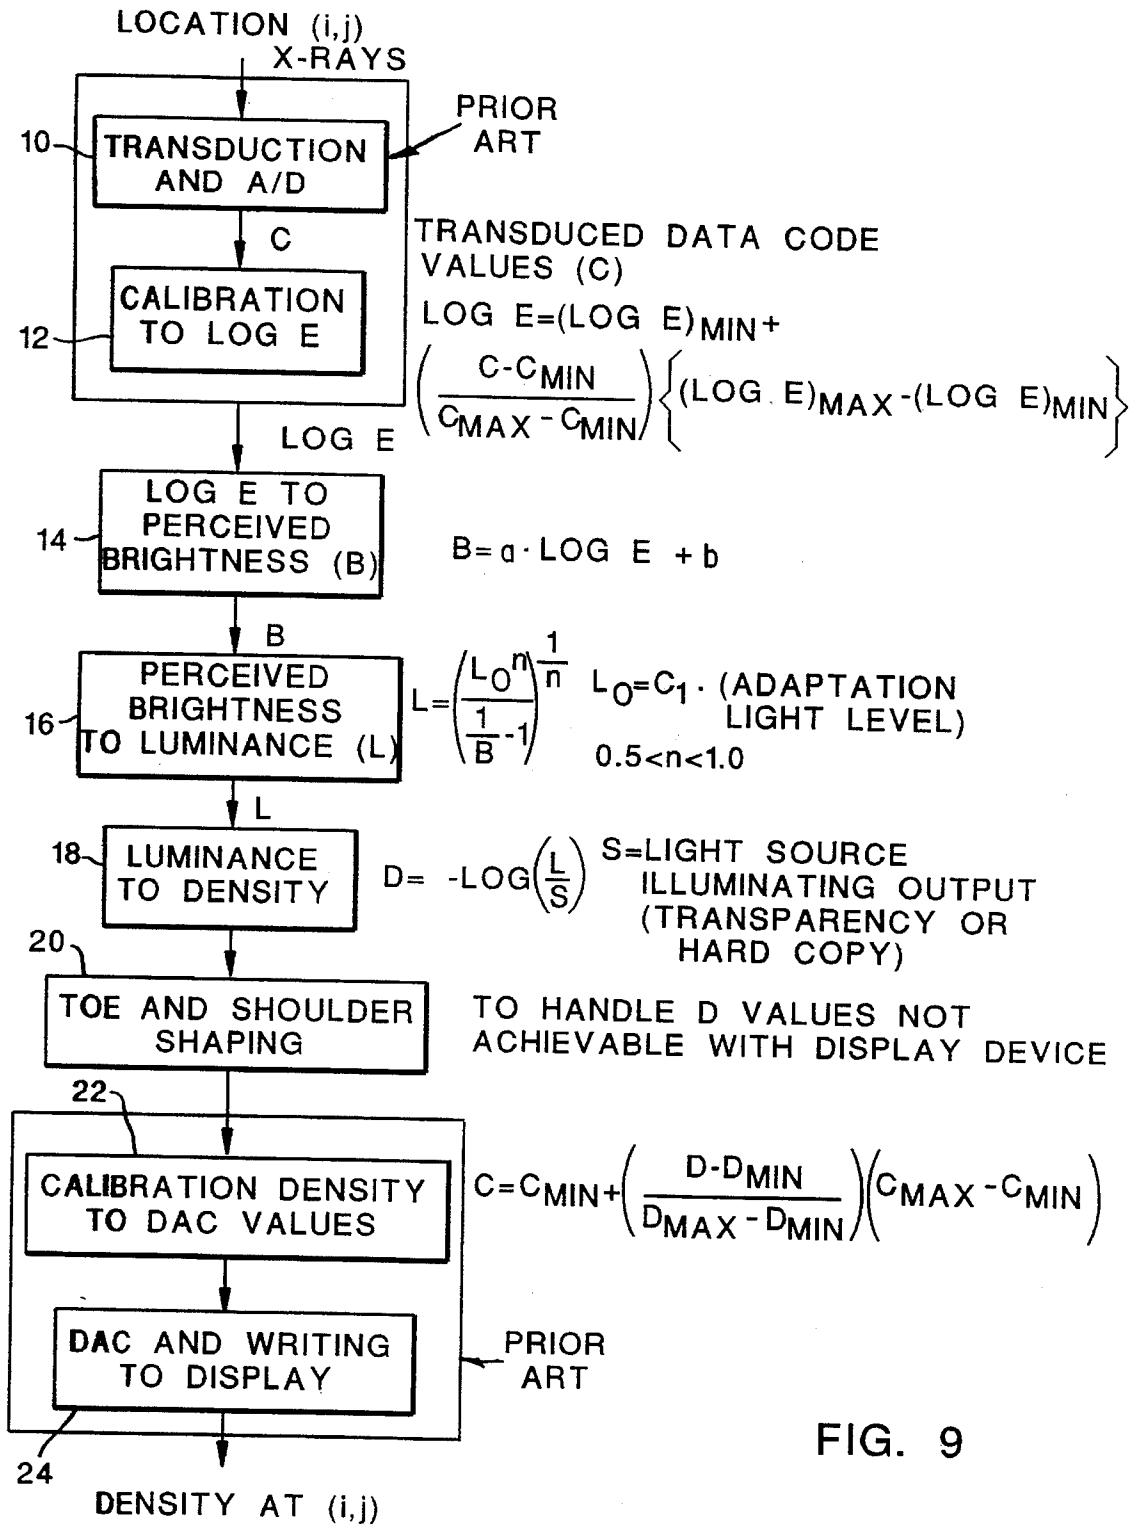 LOCATION (i,j)
X-RAYS
PRIOR
ART
10
TRANSDUCTION
AND A/D
C
TRANSDUCED DATA CODE
VALUES (C)
12
CALIBRATION
TO LOG E
LOG E=(LOG E)MIN+
(C-CMIN / CMAX-CMIN) {(LOG E)MAX-(LOG E)MIN}
LOG E
14
LOG E TO
PERCEIVED
BRIGHTNESS (B)
B=a·LOG E +b
B
16
PERCEIVED
BRIGHTNESS
TO LUMINANCE (L)
L=(L0^n / (1/B -1))^(1/n)
L0=C1·(ADAPTATION
LIGHT LEVEL)
0.5<n<1.0
L
18
LUMINANCE
TO DENSITY
D= -LOG(L/S)
S=LIGHT SOURCE
ILLUMINATING OUTPUT
(TRANSPARENCY OR
HARD COPY)
20
TOE AND SHOULDER
SHAPING
TO HANDLE D VALUES NOT
ACHIEVABLE WITH DISPLAY DEVICE
22
CALIBRATION DENSITY
TO DAC VALUES
C=CMIN+(D-DMIN / DMAX-DMIN)(CMAX-CMIN)
DAC AND WRITING
TO DISPLAY
PRIOR
ART
24
DENSITY AT (i,j)
FIG. 9